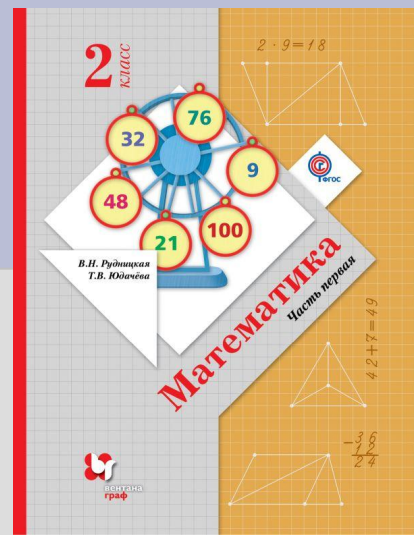 2 · 9 = 18
2
класс
76
32
9
48
100
21
ФГОС
В.Н. Рудницкая
Т.В. Юдачёва
Математика
Часть первая
42+7=49
-36
12
24
вентана
граф